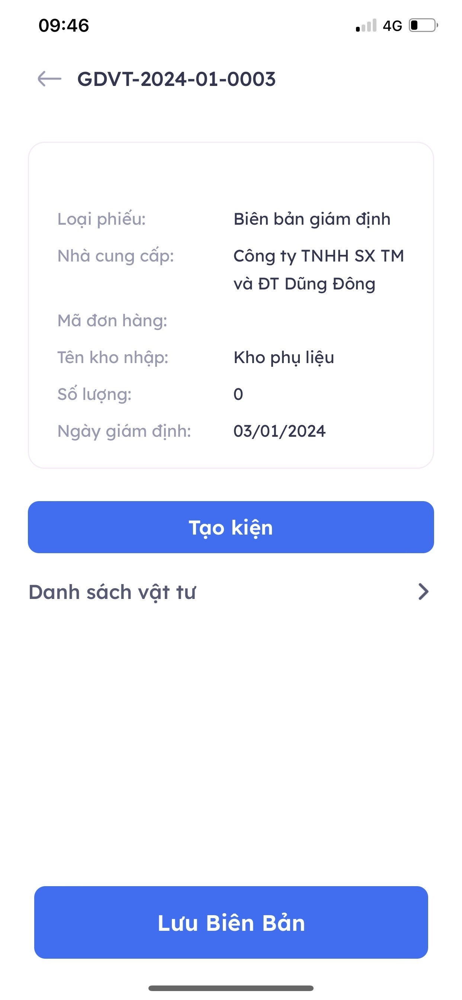 09:46
4G
GDVT-2024-01-0003
Loại phiếu: Biên bản giám định
Nhà cung cấp: Công ty TNHH SX TM
và ĐT Dũng Đông
Mã đơn hàng:
Tên kho nhập: Kho phụ liệu
Số lượng: 0
Ngày giám định: 03/01/2024
Tạo kiện
Danh sách vật tư
Lưu Biên Bản